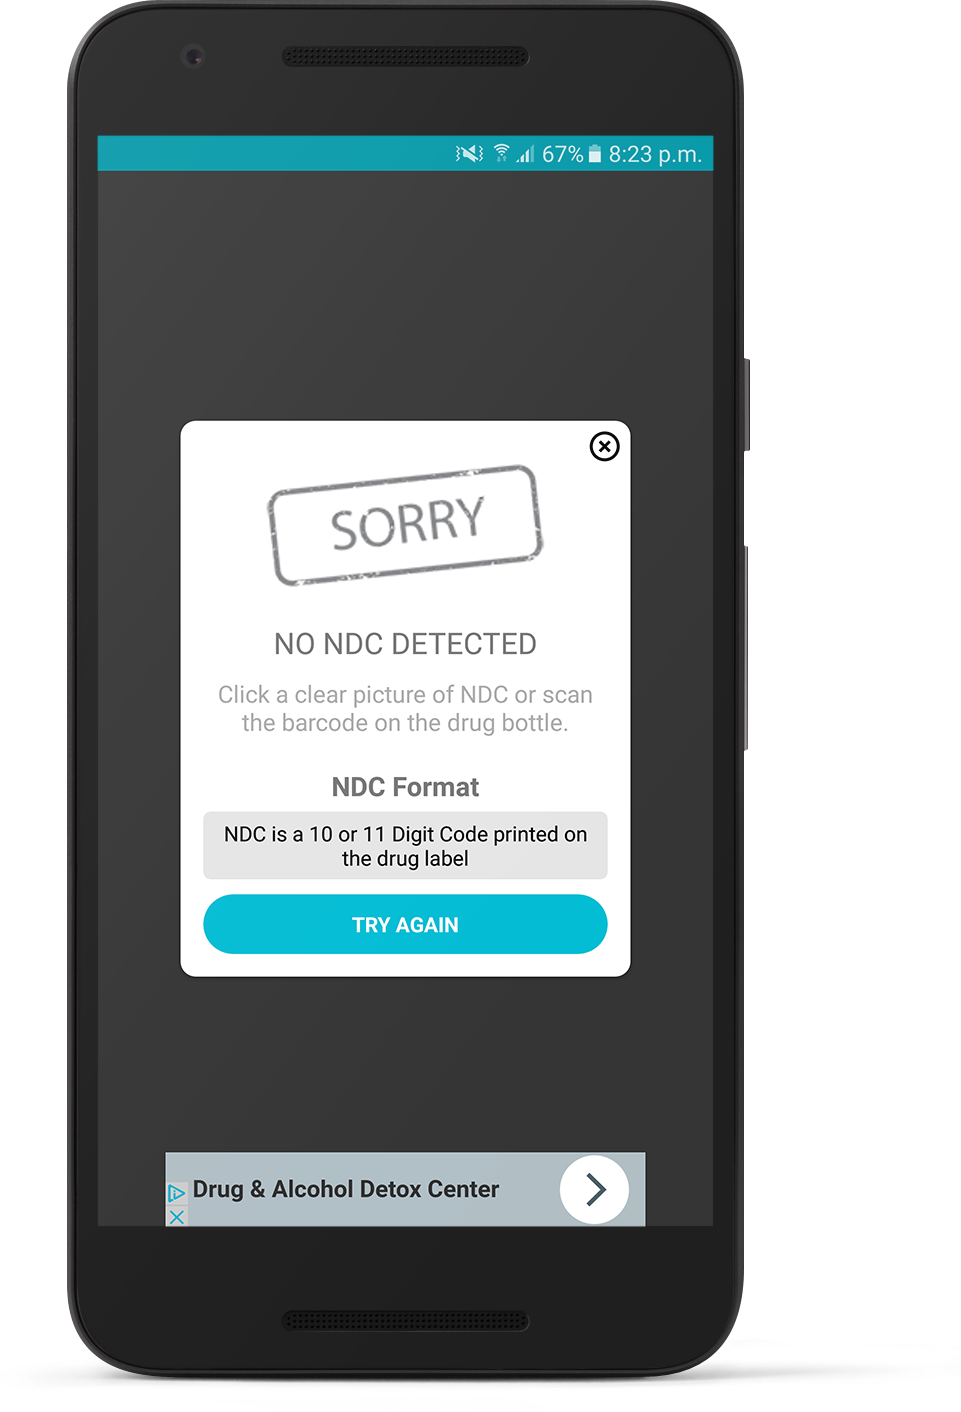 67% 8:23 p.m.
SORRY
NO NDC DETECTED
Click a clear picture of NDC or scan
the barcode on the drug bottle.
NDC Format
NDC is a 10 or 11 Digit Code printed on
the drug label
TRY AGAIN
Drug & Alcohol Detox Center